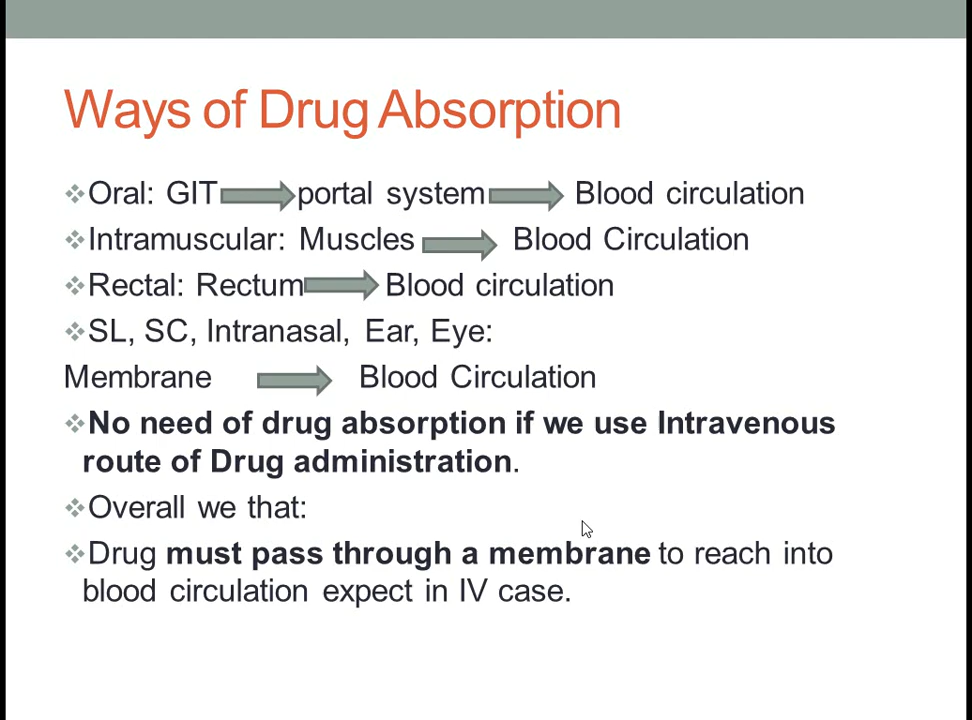 Ways of Drug Absorption
Oral: GIT portal system Blood circulation
Intramuscular: Muscles Blood Circulation
Rectal: Rectum Blood circulation
SL, SC, Intranasal, Ear, Eye:
Membrane Blood Circulation
No need of drug absorption if we use Intravenous
route of Drug administration.
Overall we that:
Drug must pass through a membrane to reach into
blood circulation expect in IV case.